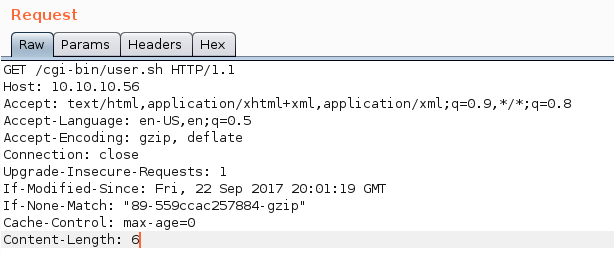 Request
Raw Params Headers Hex
GET /cgi-bin/user.sh HTTP/1.1
Host: 10.10.10.56
Accept: text/html,application/xhtml+xml,application/xml;q=0.9,*/*;q=0.8
Accept-Language: en-US,en;q=0.5
Accept-Encoding: gzip, deflate
Connection: close
Upgrade-Insecure-Requests: 1
If-Modified-Since: Fri, 22 Sep 2017 20:01:19 GMT
If-None-Match: "89-559ccac257884-gzip"
Cache-Control: max-age=0
Content-Length: 6